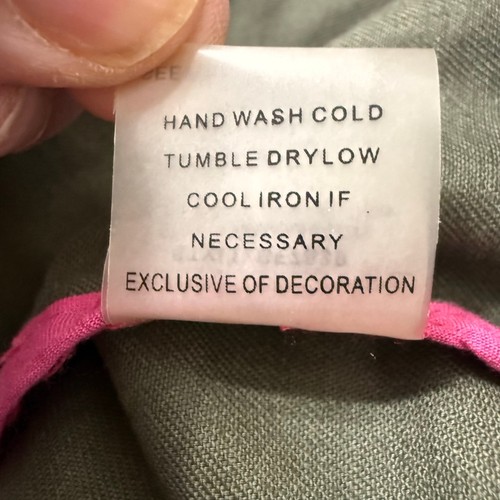 HAND WASH COLD
TUMBLE DRYLOW
COOL IRON IF
NECESSARY
EXCLUSIVE OF DECORATION